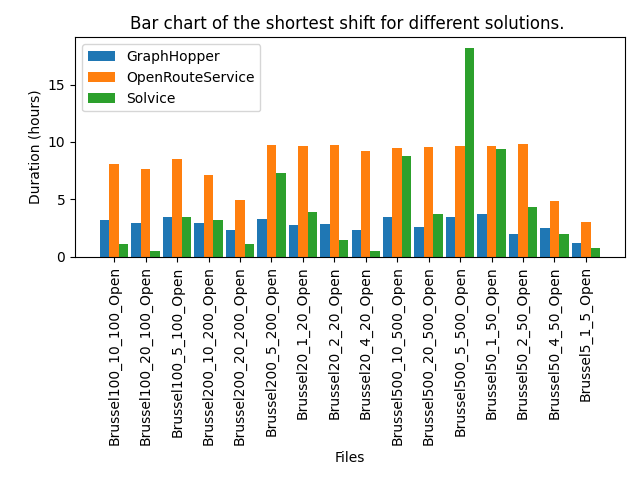 Bar chart of the shortest shift for different solutions.
GraphHopper
OpenRouteService
Solvice
Duration (hours)
15
10
5
0
Brussel100_10_100_Open
Brussel100_20_100_Open
Brussel100_5_100_Open
Brussel200_10_200_Open
Brussel200_20_200_Open
Brussel200_5_200_Open
Brussel20_1_20_Open
Brussel20_2_20_Open
Brussel20_4_20_Open
Brussel500_10_500_Open
Brussel500_20_500_Open
Brussel500_5_500_Open
Brussel50_1_50_Open
Brussel50_2_50_Open
Brussel50_4_50_Open
Brussel5_1_5_Open
Files